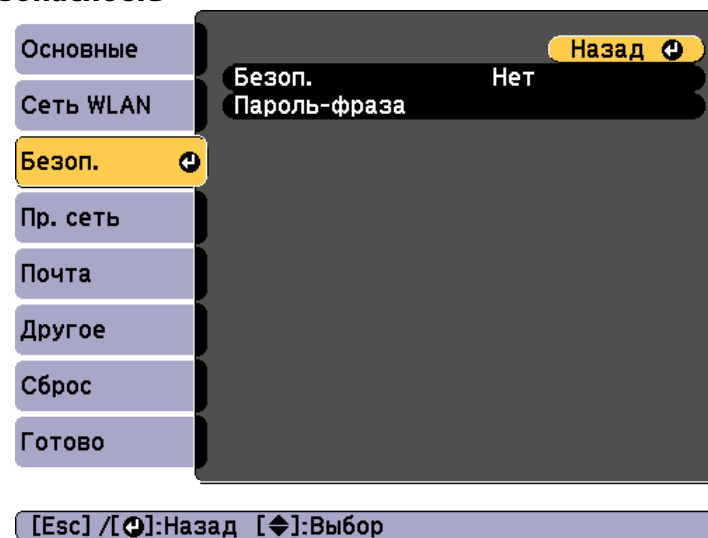 Основные
Сеть WLAN
Безоп.
Пр. сеть
Почта
Другое
Сброс
Готово
Назад
Безоп. Нет
Пароль-фраза
[Esc] /[]:Назад []:Выбор